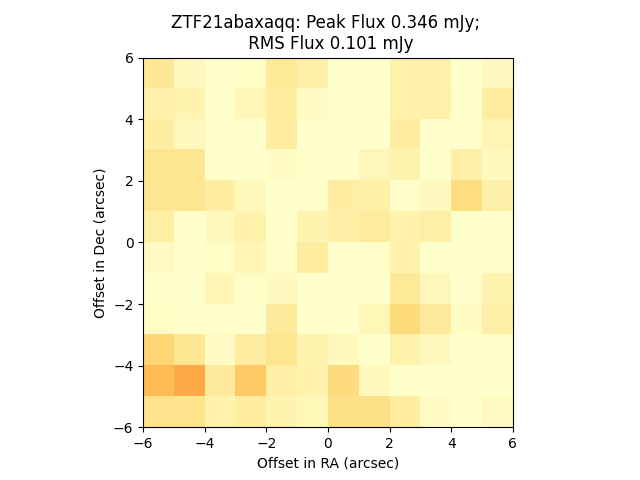 ZTF21abaxaqq: Peak Flux 0.346 mJy;
RMS Flux 0.101 mJy
6
4
2
0
−2
−4
−6
Offset in Dec (arcsec)
−6 −4 −2 0 2 4 6
Offset in RA (arcsec)